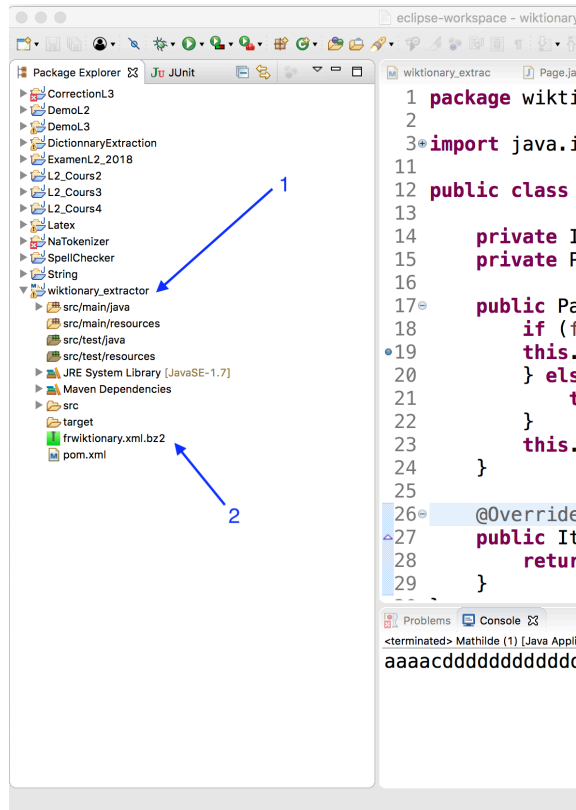 eclipse-workspace - wiktionary
Package Explorer
JUnit
CorrectionL3
DemoL2
DemoL3
DictionnaryExtraction
ExamenL2_2018
L2_Cours2
L2_Cours3
L2_Cours4
Latex
NaTokenizer
SpellChecker
String
wiktionary_extractor
src/main/java
src/main/resources
src/test/java
src/test/resources
JRE System Library [JavaSE-1.7]
Maven Dependencies
src
target
frwiktionary.xml.bz2
pom.xml
1
2
wiktionary_extrac
Page.ja
1 package wikti
2
3 import java.i
11
12 public class
13
14 private I
15 private P
16
17 public Pa
18 if (f
19 this.
20 } els
21 t
22 }
23 this.
24 }
25
26 @Override
27 public It
28 retur
29 }
Problems
Console
<terminated> Mathilde (1) [Java Appli